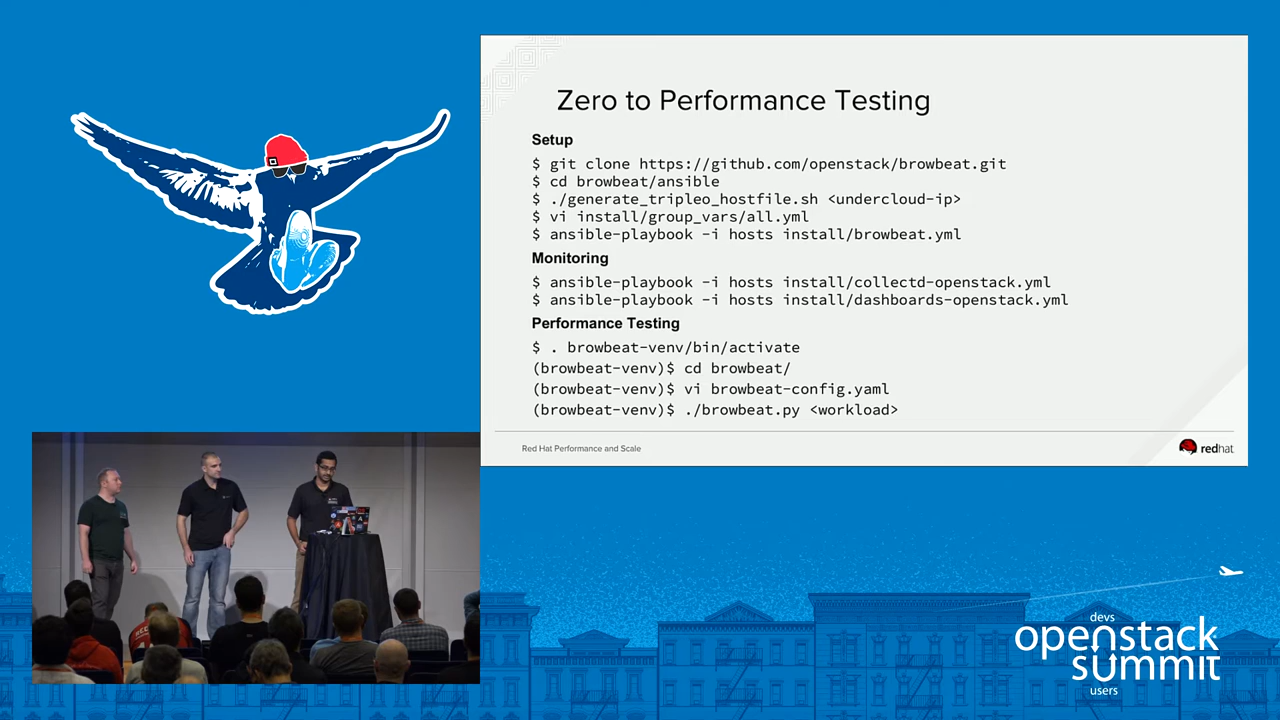 Zero to Performance Testing
Setup
$ git clone https://github.com/openstack/browbeat.git
$ cd browbeat/ansible
$ ./generate_tripleo_hostfile.sh <undercloud-ip>
$ vi install/group_vars/all.yml
$ ansible-playbook -i hosts install/browbeat.yml
Monitoring
$ ansible-playbook -i hosts install/collectd-openstack.yml
$ ansible-playbook -i hosts install/dashboards-openstack.yml
Performance Testing
$ . browbeat-venv/bin/activate
(browbeat-venv)$ cd browbeat/
(browbeat-venv)$ vi browbeat-config.yaml
(browbeat-venv)$ ./browbeat.py <workload>
Red Hat Performance and Scale
redhat
devs
openstack
summit
users